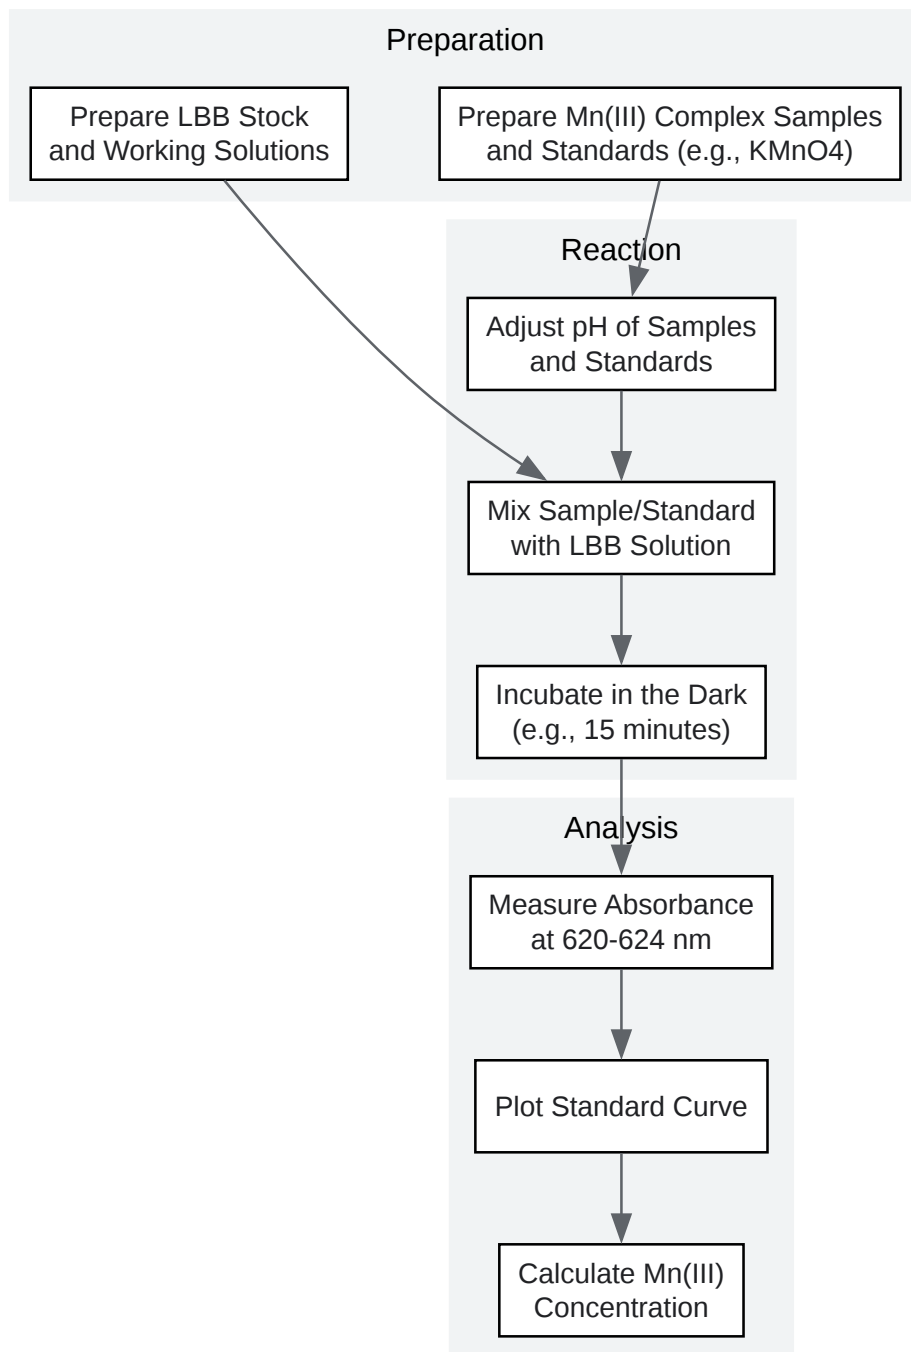 Preparation
Prepare LBB Stock
and Working Solutions
Prepare Mn(III) Complex Samples
and Standards (e.g., KMnO4)
Reaction
Adjust pH of Samples
and Standards
Mix Sample/Standard
with LBB Solution
Incubate in the Dark
(e.g., 15 minutes)
Analysis
Measure Absorbance
at 620-624 nm
Plot Standard Curve
Calculate Mn(III)
Concentration